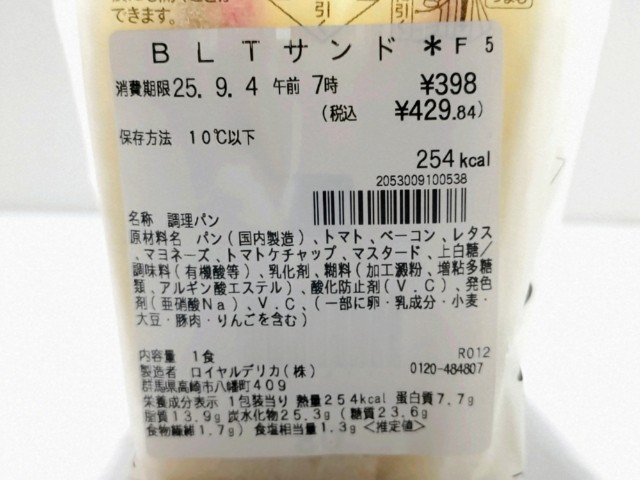 できます。
引
BLTサンド*F5
消費期限25.9.4 午前 7時 ¥398
(税込 ¥429.84)
保存方法 10℃以下
254kcal
2053009100538
名称 調理パン
原材料名 パン(国内製造)、トマト、ベーコン、レタス
、マヨネーズ、トマトケチャップ、マスタード、上白糖/
調味料(有機酸等)、乳化剤、糊料(加工澱粉、増粘多糖
類、アルギン酸エステル)、酸化防止剤(V.C)、発色
剤(亜硝酸Na)、V.C、(一部に卵・乳成分・小麦・
大豆・豚肉・りんごを含む)
内容量 1食 R012
製造者 ロイヤルデリカ(株) 0120-484807
群馬県高崎市八幡町409
栄養成分表示 1包装当り 熱量254kcal 蛋白質7.7g
脂質13.9g 炭水化物25.3g(糖質23.6g
食物繊維1.7g) 食塩相当量1.3g <推定値>